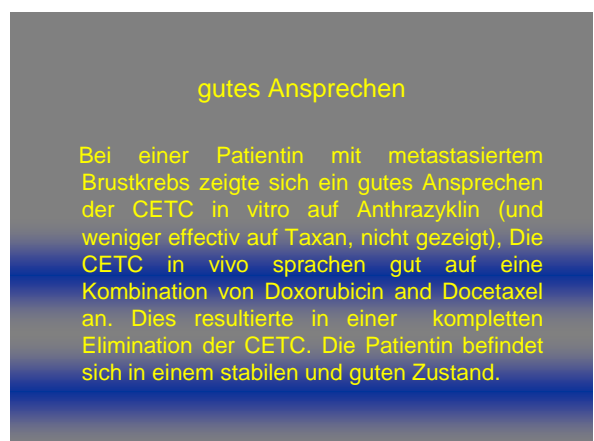 gutes Ansprechen
Bei einer Patientin mit metastasiertem
Brustkrebs zeigte sich ein gutes Ansprechen
der CETC in vitro auf Anthrazyklin (und
weniger effectiv auf Taxan, nicht gezeigt), Die
CETC in vivo sprachen gut auf eine
Kombination von Doxorubicin and Docetaxel
an. Dies resultierte in einer kompletten
Elimination der CETC. Die Patientin befindet
sich in einem stabilen und guten Zustand.